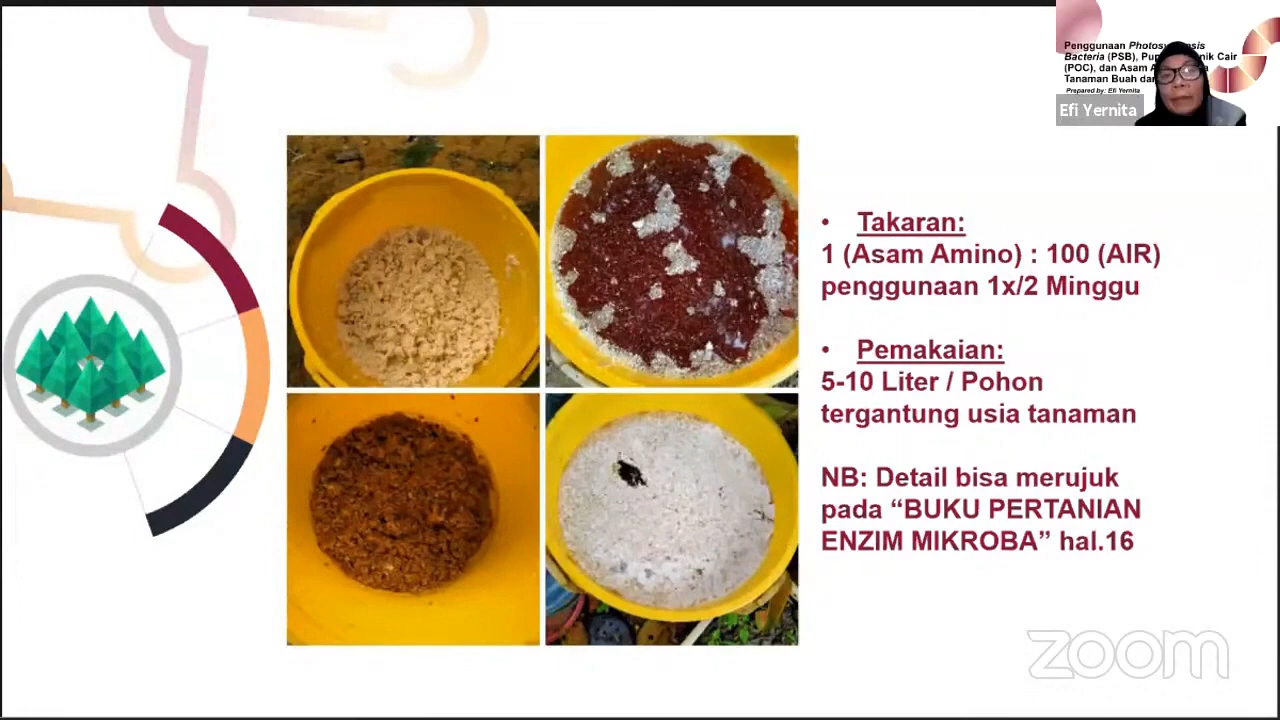 Penggunaan
Bacteria (PSB), Cair
(POC), dan Asam
Tanaman Buah
Prepared by: Efi Yernita
Efi Yernita
• Takaran:
1 (Asam Amino) : 100 (AIR)
penggunaan 1x/2 Minggu
• Pemakaian:
5-10 Liter / Pohon
tergantung usia tanaman
NB: Detail bisa merujuk
pada “BUKU PERTANIAN
ENZIM MIKROBA” hal.16
zoom